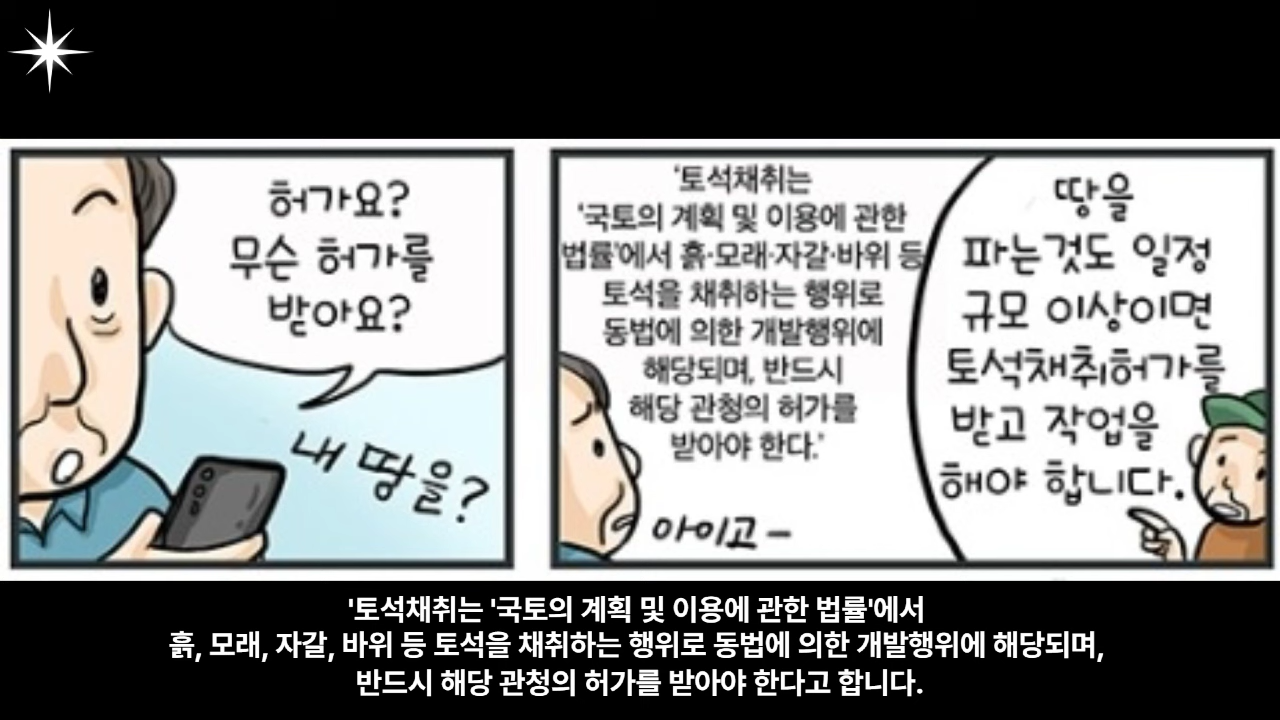 허가요?
무슨 허가를
받아요?
내 땅을?
'토석채취는
'국토의 계획 및 이용에 관한
법률'에서 흙·모래·자갈·바위 등
토석을 채취하는 행위로
동법에 의한 개발행위에
해당되며, 반드시
해당 관청의 허가를
받아야 한다.'
아이고-
땅을
파는것도 일정
규모 이상이면
토석채취허가를
받고 작업을
해야 합니다.
'토석채취는 '국토의 계획 및 이용에 관한 법률'에서
흙, 모래, 자갈, 바위 등 토석을 채취하는 행위로 동법에 의한 개발행위에 해당되며,
반드시 해당 관청의 허가를 받아야 한다고 합니다.